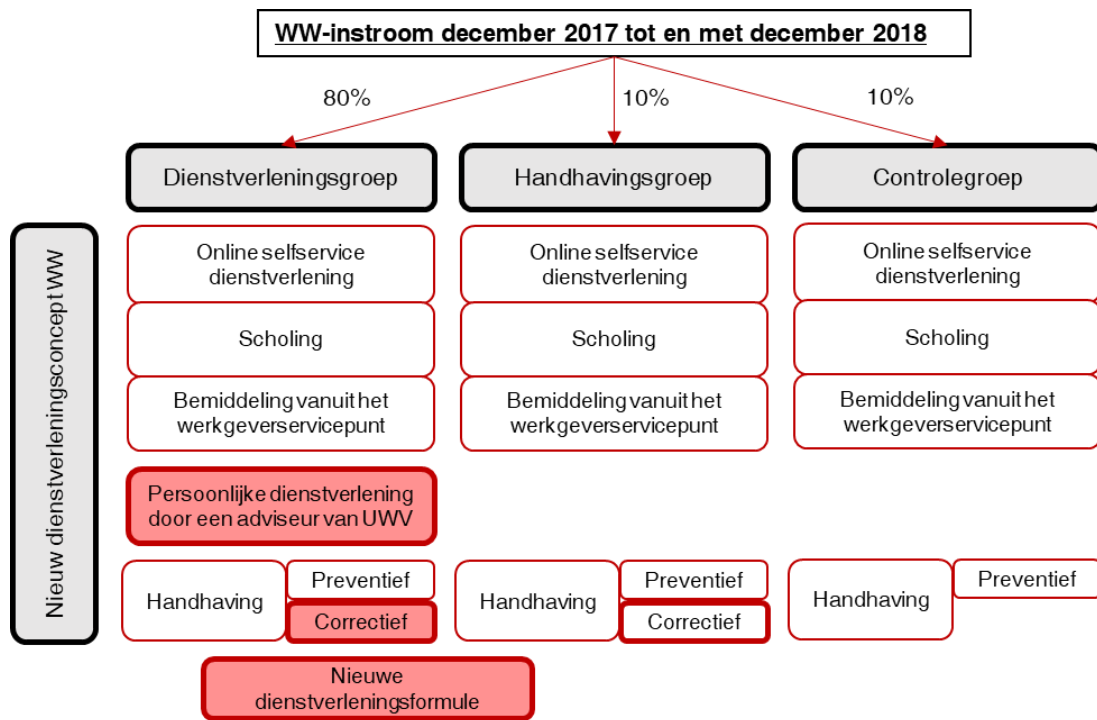 WW-instroom december 2017 tot en met december 2018
80%
10%
10%
Dienstverleningsgroep
Handhavingsgroep
Controlegroep
Nieuw dienstverleningsconcept WW
Online selfservice
dienstverlening
Online selfservice
dienstverlening
Online selfservice
dienstverlening
Scholing
Scholing
Scholing
Bemiddeling vanuit het
werkgeverservicepunt
Bemiddeling vanuit het
werkgeverservicepunt
Bemiddeling vanuit het
werkgeverservicepunt
Persoonlijke dienstverlening
door een adviseur van UWV
Handhaving
Preventief
Correctief
Handhaving
Preventief
Correctief
Handhaving
Preventief
Nieuwe
dienstverleningsformule